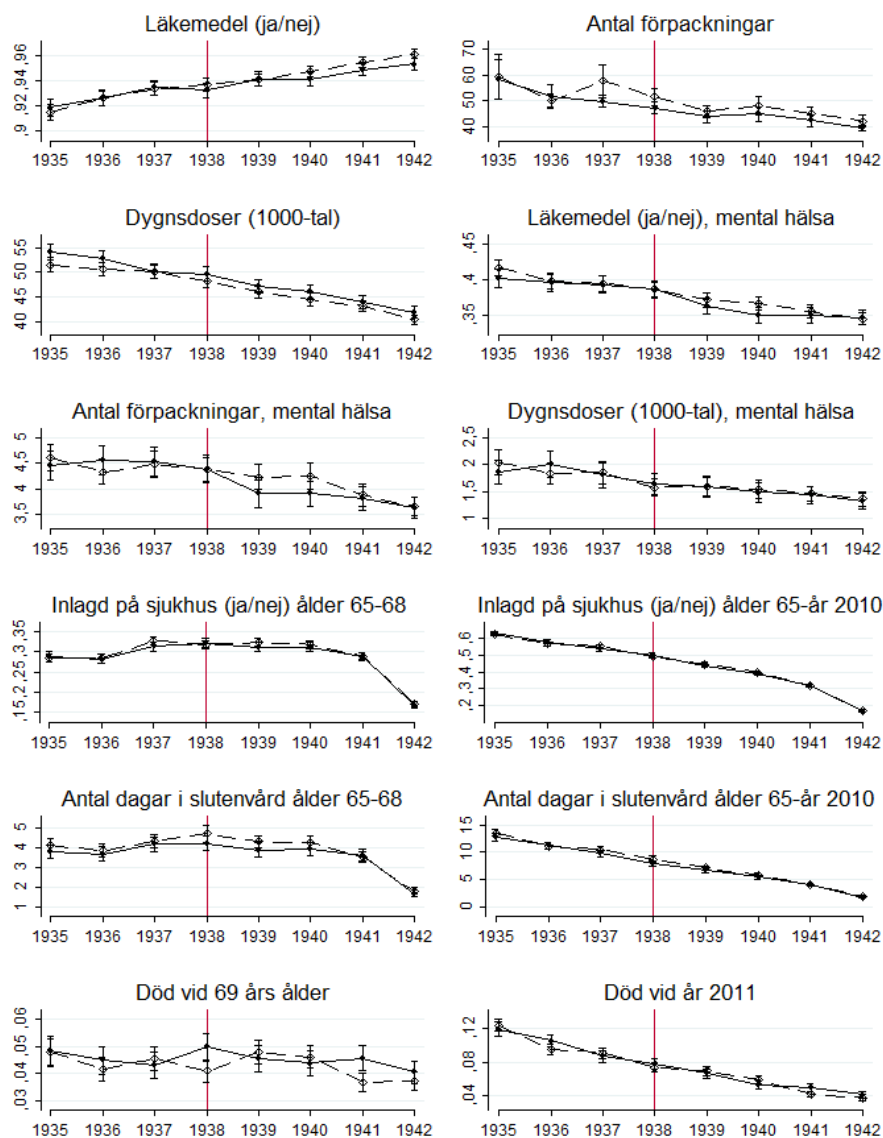 Läkemedel (ja/nej)
,9 ,92 ,94 ,96
1935 1936 1937 1938 1939 1940 1941 1942
Antal förpackningar
40 50 60 70
1935 1936 1937 1938 1939 1940 1941 1942
Dygnsdoser (1000-tal)
40 45 50 55
1935 1936 1937 1938 1939 1940 1941 1942
Läkemedel (ja/nej), mental hälsa
,35 ,4 ,45
1935 1936 1937 1938 1939 1940 1941 1942
Antal förpackningar, mental hälsa
3,5 4 4,5 5
1935 1936 1937 1938 1939 1940 1941 1942
Dygnsdoser (1000-tal), mental hälsa
1 1,5 2 2,5
1935 1936 1937 1938 1939 1940 1941 1942
Inlagd på sjukhus (ja/nej) ålder 65-68
,15 ,2 ,25 ,3 ,35
1935 1936 1937 1938 1939 1940 1941 1942
Inlagd på sjukhus (ja/nej) ålder 65-år 2010
,2 ,3 ,4 ,5 ,6
1935 1936 1937 1938 1939 1940 1941 1942
Antal dagar i slutenvård ålder 65-68
1 2 3 4 5
1935 1936 1937 1938 1939 1940 1941 1942
Antal dagar i slutenvård ålder 65-år 2010
0 5 10 15
1935 1936 1937 1938 1939 1940 1941 1942
Död vid 69 års ålder
,03 ,04 ,05 ,06
1935 1936 1937 1938 1939 1940 1941 1942
Död vid år 2011
,04 ,08 ,12
1935 1936 1937 1938 1939 1940 1941 1942